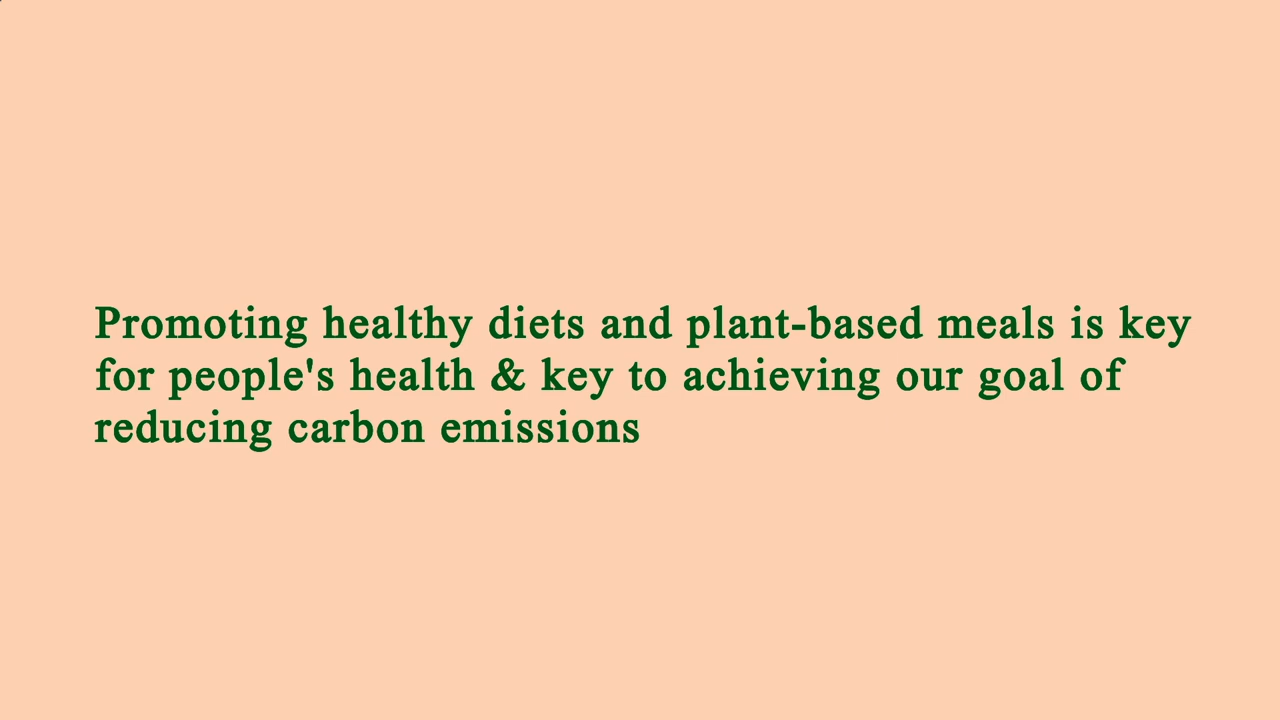 Promoting healthy diets and plant-based meals is key
for people's health & key to achieving our goal of
reducing carbon emissions